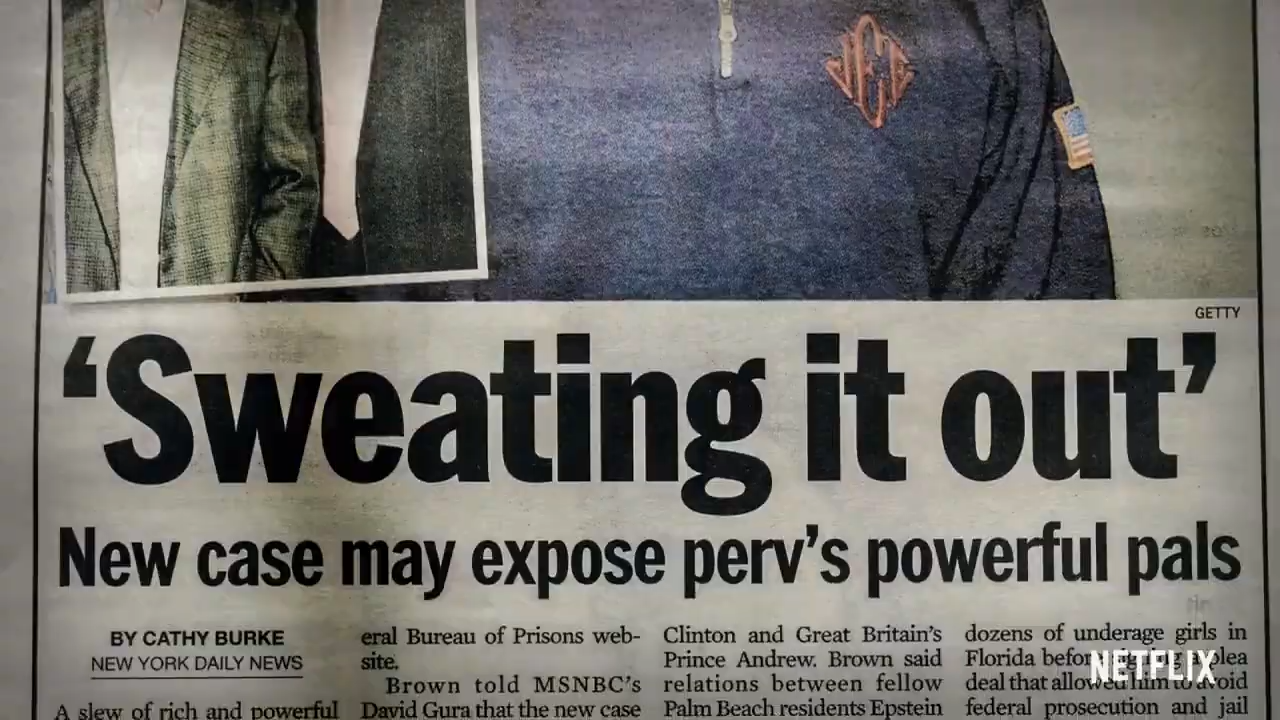 JEJ
GETTY
'Sweating it out'
New case may expose perv's powerful pals
BY CATHY BURKE
NEW YORK DAILY NEWS
A slew of rich and powerful
eral Bureau of Prisons web-
site.
Brown told MSNBC's
David Gura that the new case
Clinton and Great Britain's
Prince Andrew. Brown said
relations between fellow
Palm Beach residents Epstein
dozens of underage girls in
Florida before a plea
deal that allowed him to avoid
federal prosecution and jail
NETFLIX